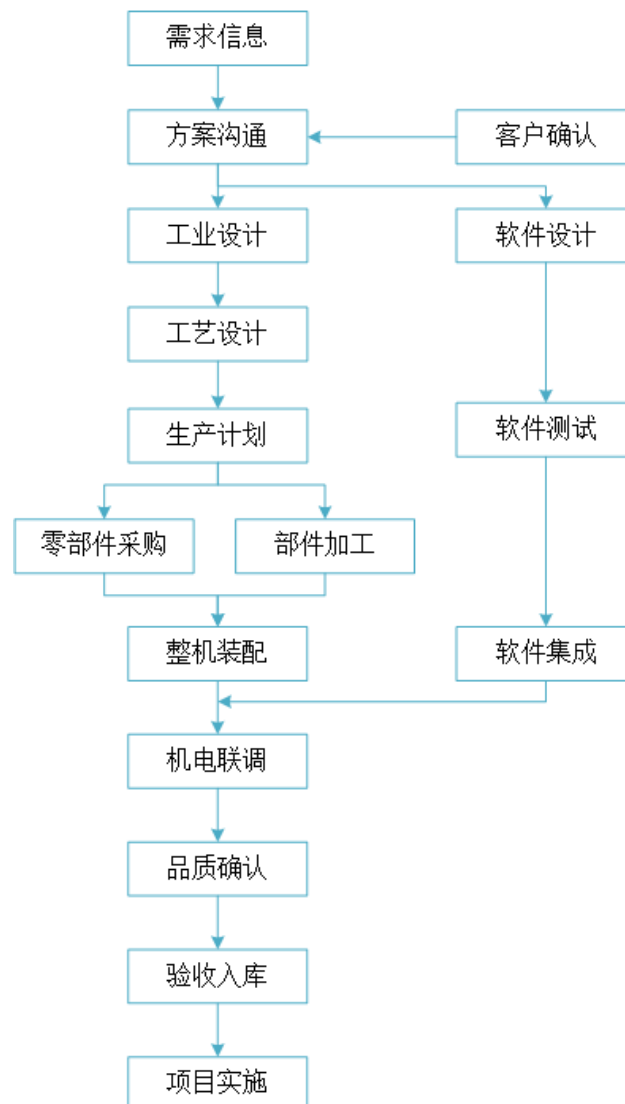 需求信息
方案沟通
客户确认
工业设计
软件设计
工艺设计
生产计划
软件测试
零部件采购
部件加工
整机装配
软件集成
机电联调
品质确认
验收入库
项目实施